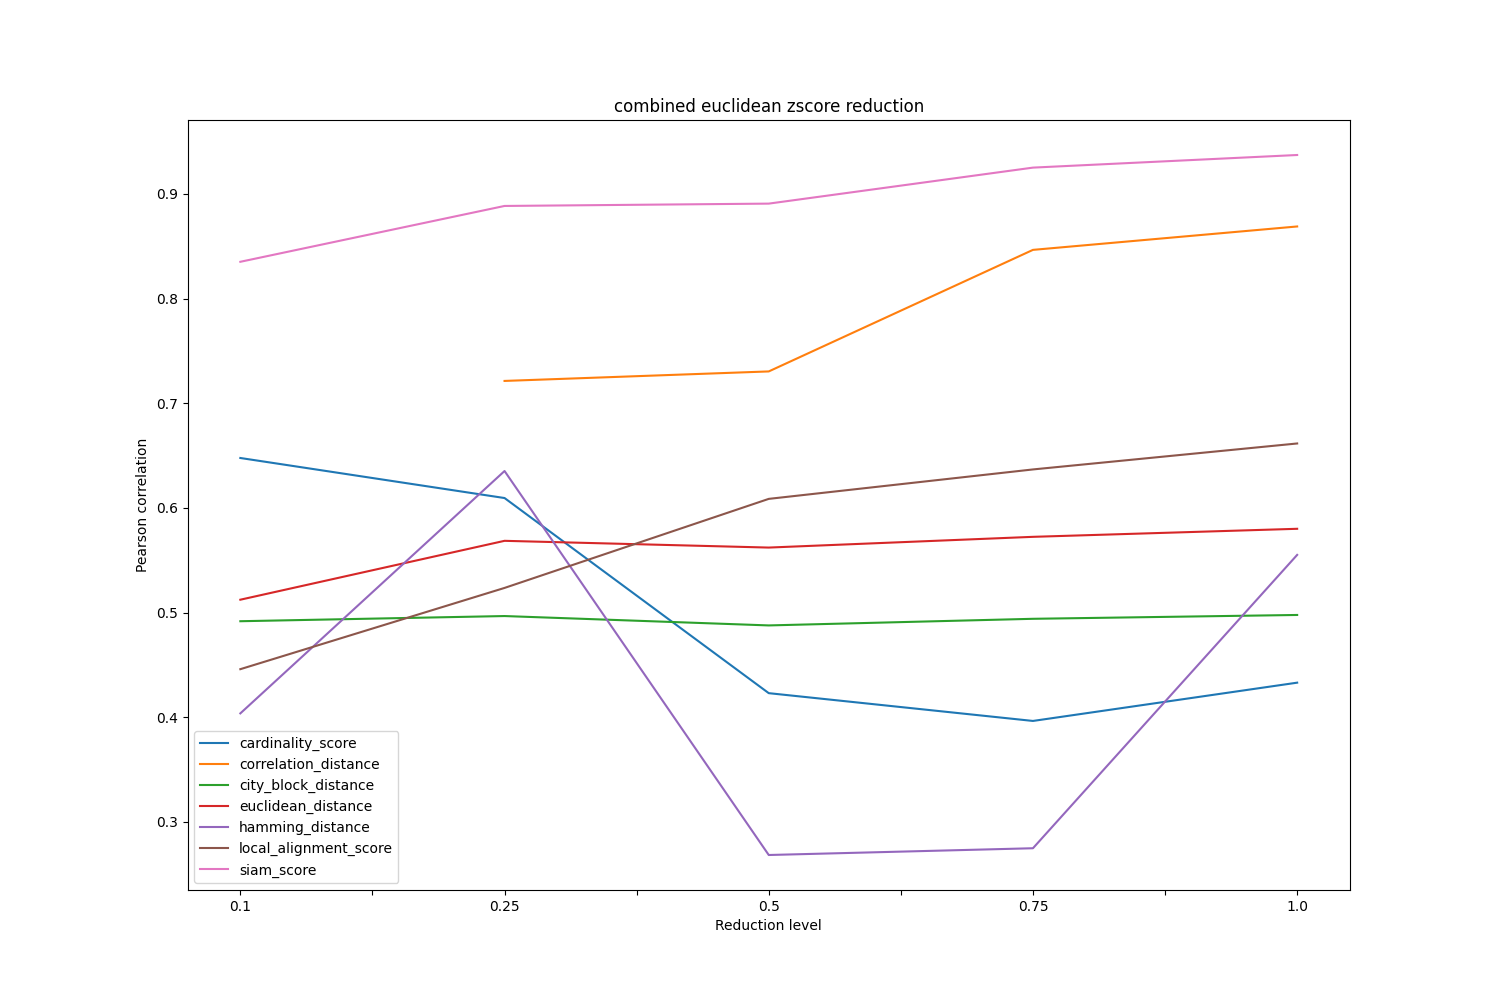 combined euclidean zscore reduction
0.9
0.8
0.7
0.6
0.5
0.4
0.3
Pearson correlation
cardinality_score
correlation_distance
city_block_distance
euclidean_distance
hamming_distance
local_alignment_score
siam_score
0.1 0.25 0.5 0.75 1.0
Reduction level